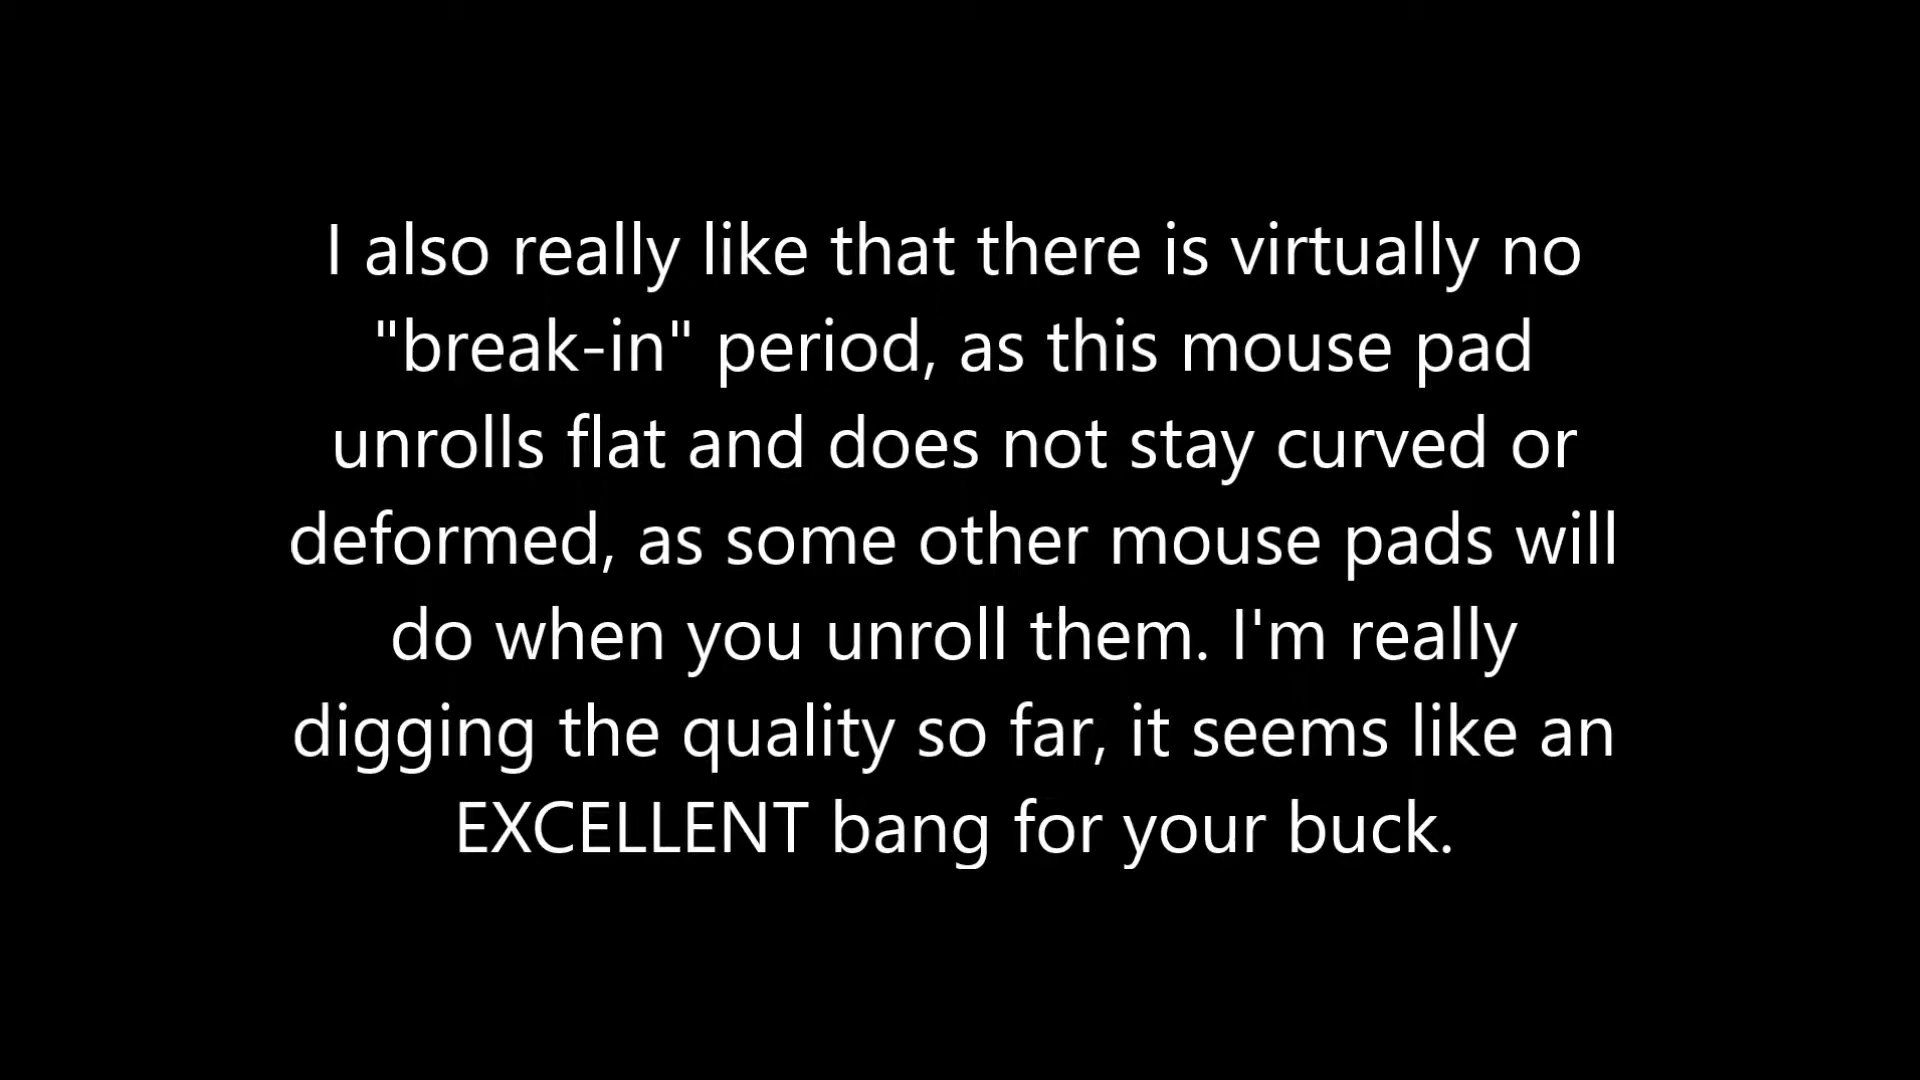 I also really like that there is virtually no
"break-in" period, as this mouse pad
unrolls flat and does not stay curved or
deformed, as some other mouse pads will
do when you unroll them. I'm really
digging the quality so far, it seems like an
EXCELLENT bang for your buck.